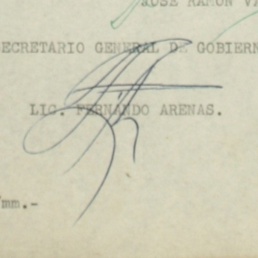 JOSE RAMON VA
SECRETARIO GENERAL DE GOBIERN
LIC. FERNANDO ARENAS.
mm.-